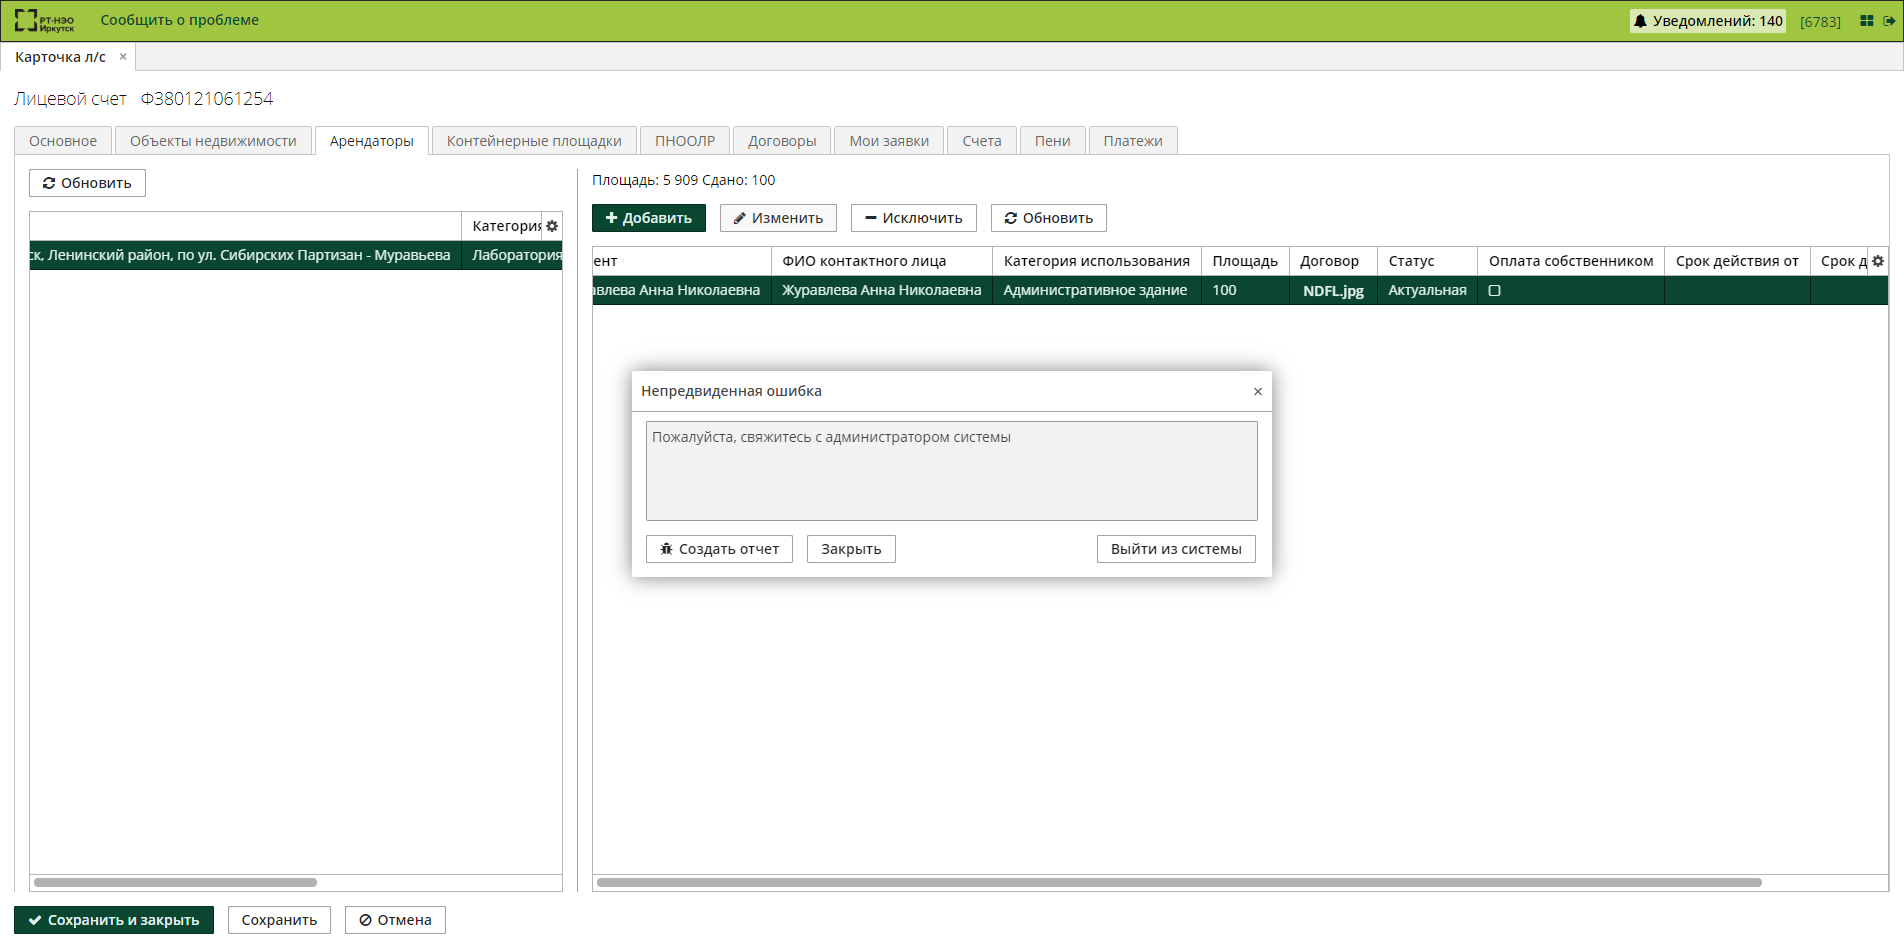 РТ-НЭО
Иркутск
Сообщить о проблеме
Уведомлений: 140
[6783]
Карточка л/с ×
Лицевой счет Ф380121061254
Основное
Объекты недвижимости
Арендаторы
Контейнерные площадки
ПНООЛР
Договоры
Мои заявки
Счета
Пени
Платежи
Обновить
Категория
ск, Ленинский район, по ул. Сибирских Партизан - Муравьева
Лаборатория
Площадь: 5 909 Сдано: 100
Добавить
Изменить
Исключить
Обновить
ент
ФИО контактного лица
Категория использования
Площадь
Договор
Статус
Оплата собственником
Срок действия от
Срок д
авлева Анна Николаевна
Журавлева Анна Николаевна
Административное здание
100
NDFL.jpg
Актуальная
Непредвиденная ошибка ×
Пожалуйста, свяжитесь с администратором системы
Создать отчет
Закрыть
Выйти из системы
Сохранить и закрыть
Сохранить
Отмена